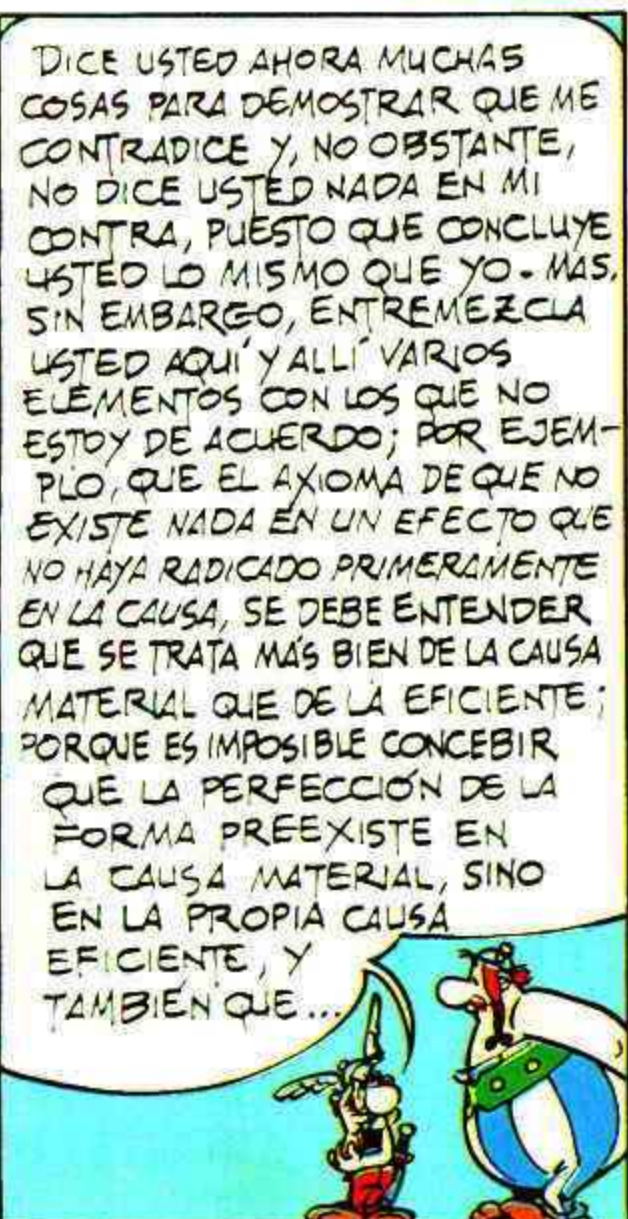 DICE USTED AHORA MUCHAS
COSAS PARA DEMOSTRAR QUE ME
CONTRADICE Y, NO OBSTANTE,
NO DICE USTED NADA EN MI
CONTRA, PUESTO QUE CONCLUYE
USTED LO MISMO QUE YO. MAS,
SIN EMBARGO, ENTREMEZCLA
USTED AQUÍ Y ALLÍ VARIOS
ELEMENTOS CON LOS QUE NO
ESTOY DE ACUERDO; POR EJEM-
PLO, QUE EL AXIOMA DE QUE NO
EXISTE NADA EN UN EFECTO QUE
NO HAYA RADICADO PRIMERAMENTE
EN LA CAUSA, SE DEBE ENTENDER
QUE SE TRATA MÁS BIEN DE LA CAUSA
MATERIAL QUE DE LA EFICIENTE;
PORQUE ES IMPOSIBLE CONCEBIR
QUE LA PERFECCIÓN DE LA
FORMA PREEXISTE EN
LA CAUSA MATERIAL, SINO
EN LA PROPIA CAUSA
EFICIENTE, Y
TAMBIÉN QUE...